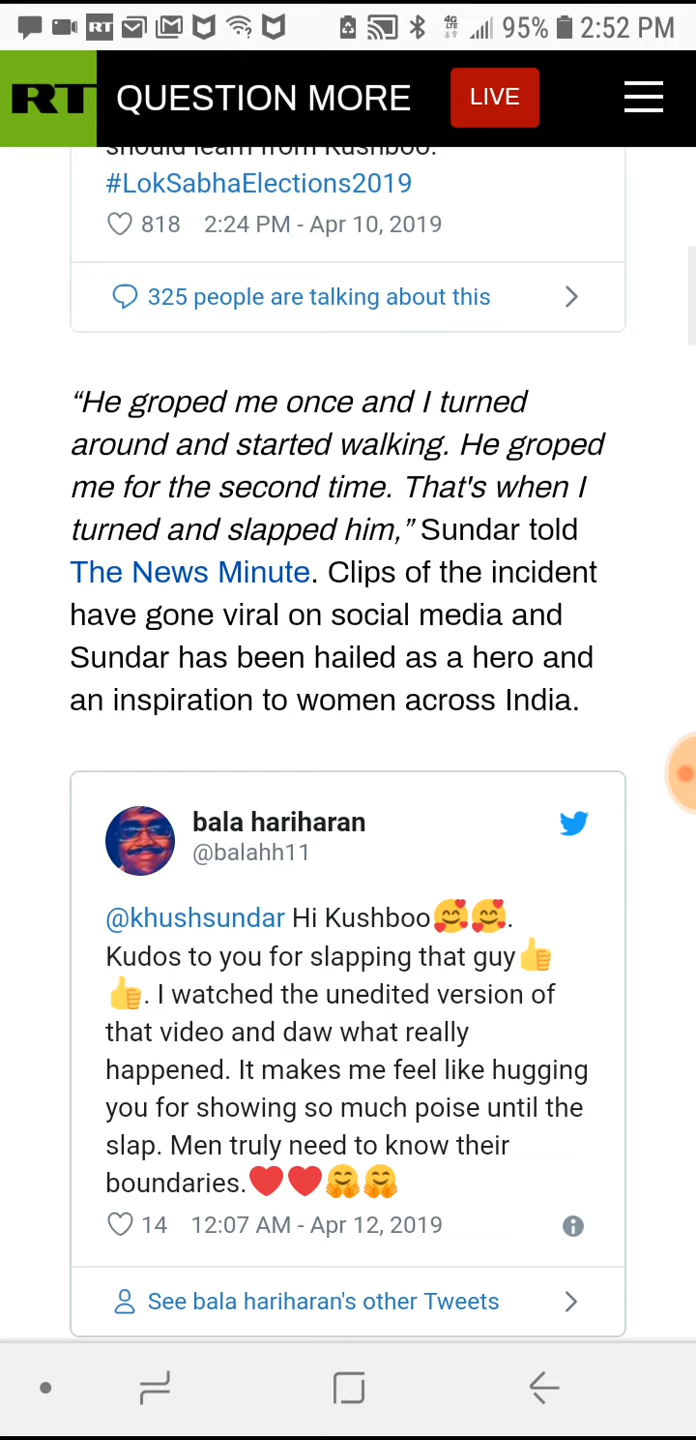 RT
95% 2:52 PM
RT QUESTION MORE LIVE
should learn from Kushboo.
#LokSabhaElections2019
818 2:24 PM - Apr 10, 2019
325 people are talking about this
“He groped me once and I turned
around and started walking. He groped
me for the second time. That's when I
turned and slapped him,” Sundar told
The News Minute. Clips of the incident
have gone viral on social media and
Sundar has been hailed as a hero and
an inspiration to women across India.
bala hariharan
@balahh11
@khushsundar Hi Kushboo🥰🥰.
Kudos to you for slapping that guy👍
👍. I watched the unedited version of
that video and daw what really
happened. It makes me feel like hugging
you for showing so much poise until the
slap. Men truly need to know their
boundaries.❤️❤️🤗🤗
14 12:07 AM - Apr 12, 2019
See bala hariharan's other Tweets